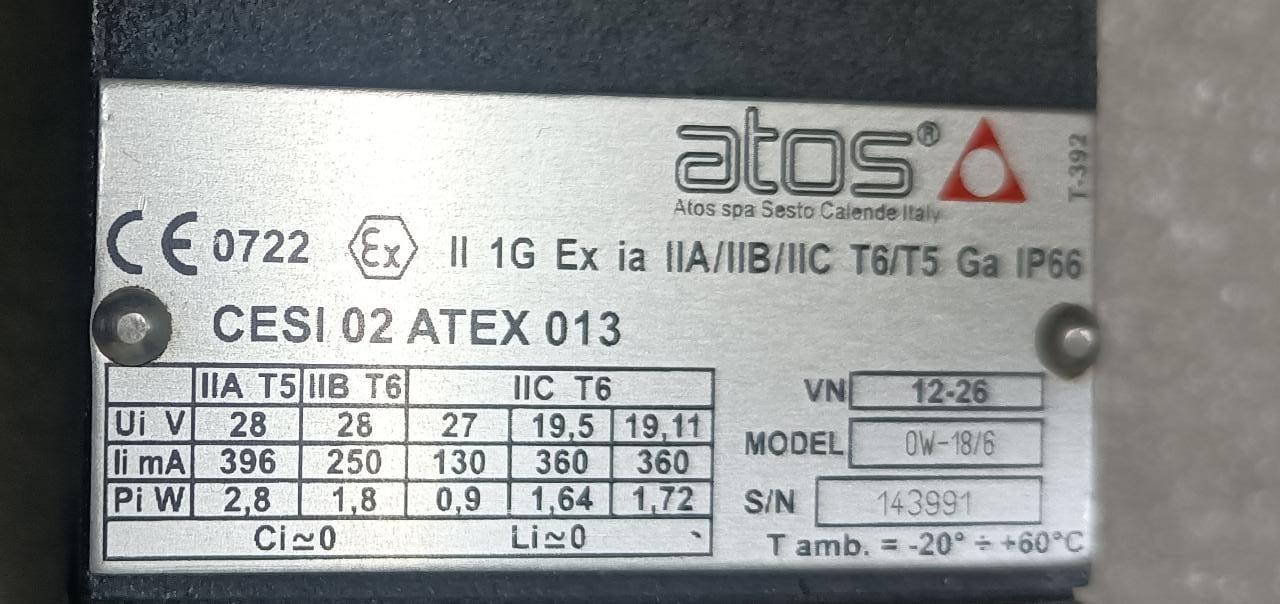 atos®
T-392
Atos spa Sesto Calende Italy
CE 0722 Ex II 1G Ex ia IIA/IIB/IIC T6/T5 Ga IP66
CESI 02 ATEX 013
IIA T5 IIB T6 IIC T6
Ui V 28 28 27 19,5 19,11
Ii mA 396 250 130 360 360
Pi W 2,8 1,8 0,9 1,64 1,72
Ci≃0 Li≃0
VN 12-26
MODEL OW-18/6
S/N 143991
T amb. = -20° ÷ +60°C